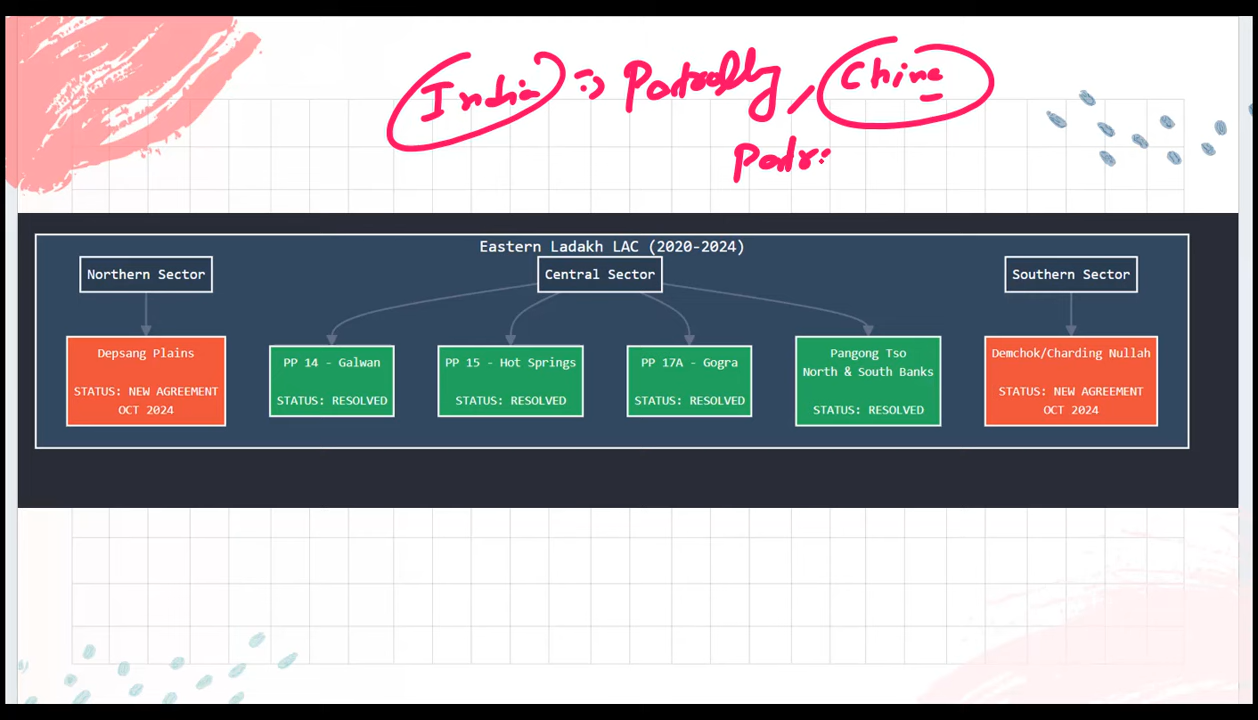 India => Patrolly, China
Patr:
Eastern Ladakh LAC (2020-2024)
Northern Sector
Central Sector
Southern Sector
Depsang Plains
STATUS: NEW AGREEMENT
OCT 2024
PP 14 - Galwan
STATUS: RESOLVED
PP 15 - Hot Springs
STATUS: RESOLVED
PP 17A - Gogra
STATUS: RESOLVED
Pangong Tso
North & South Banks
STATUS: RESOLVED
Demchok/Charding Nullah
STATUS: NEW AGREEMENT
OCT 2024